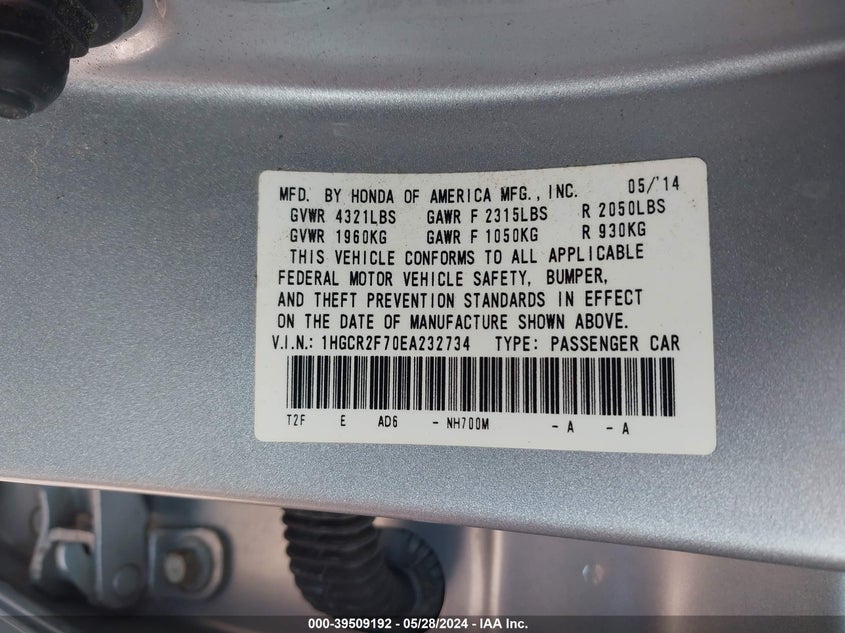 MFD. BY HONDA OF AMERICA MFG., INC. 05/'14
GVWR 4321LBS GAWR F 2315LBS R 2050LBS
GVWR 1960KG GAWR F 1050KG R 930KG
THIS VEHICLE CONFORMS TO ALL APPLICABLE
FEDERAL MOTOR VEHICLE SAFETY, BUMPER,
AND THEFT PREVENTION STANDARDS IN EFFECT
ON THE DATE OF MANUFACTURE SHOWN ABOVE.
V.I.N.: 1HGCR2F70EA232734 TYPE: PASSENGER CAR
T2F E AD6 - NH700M - A - A
000-39509192 - 05/28/2024 - IAA Inc.